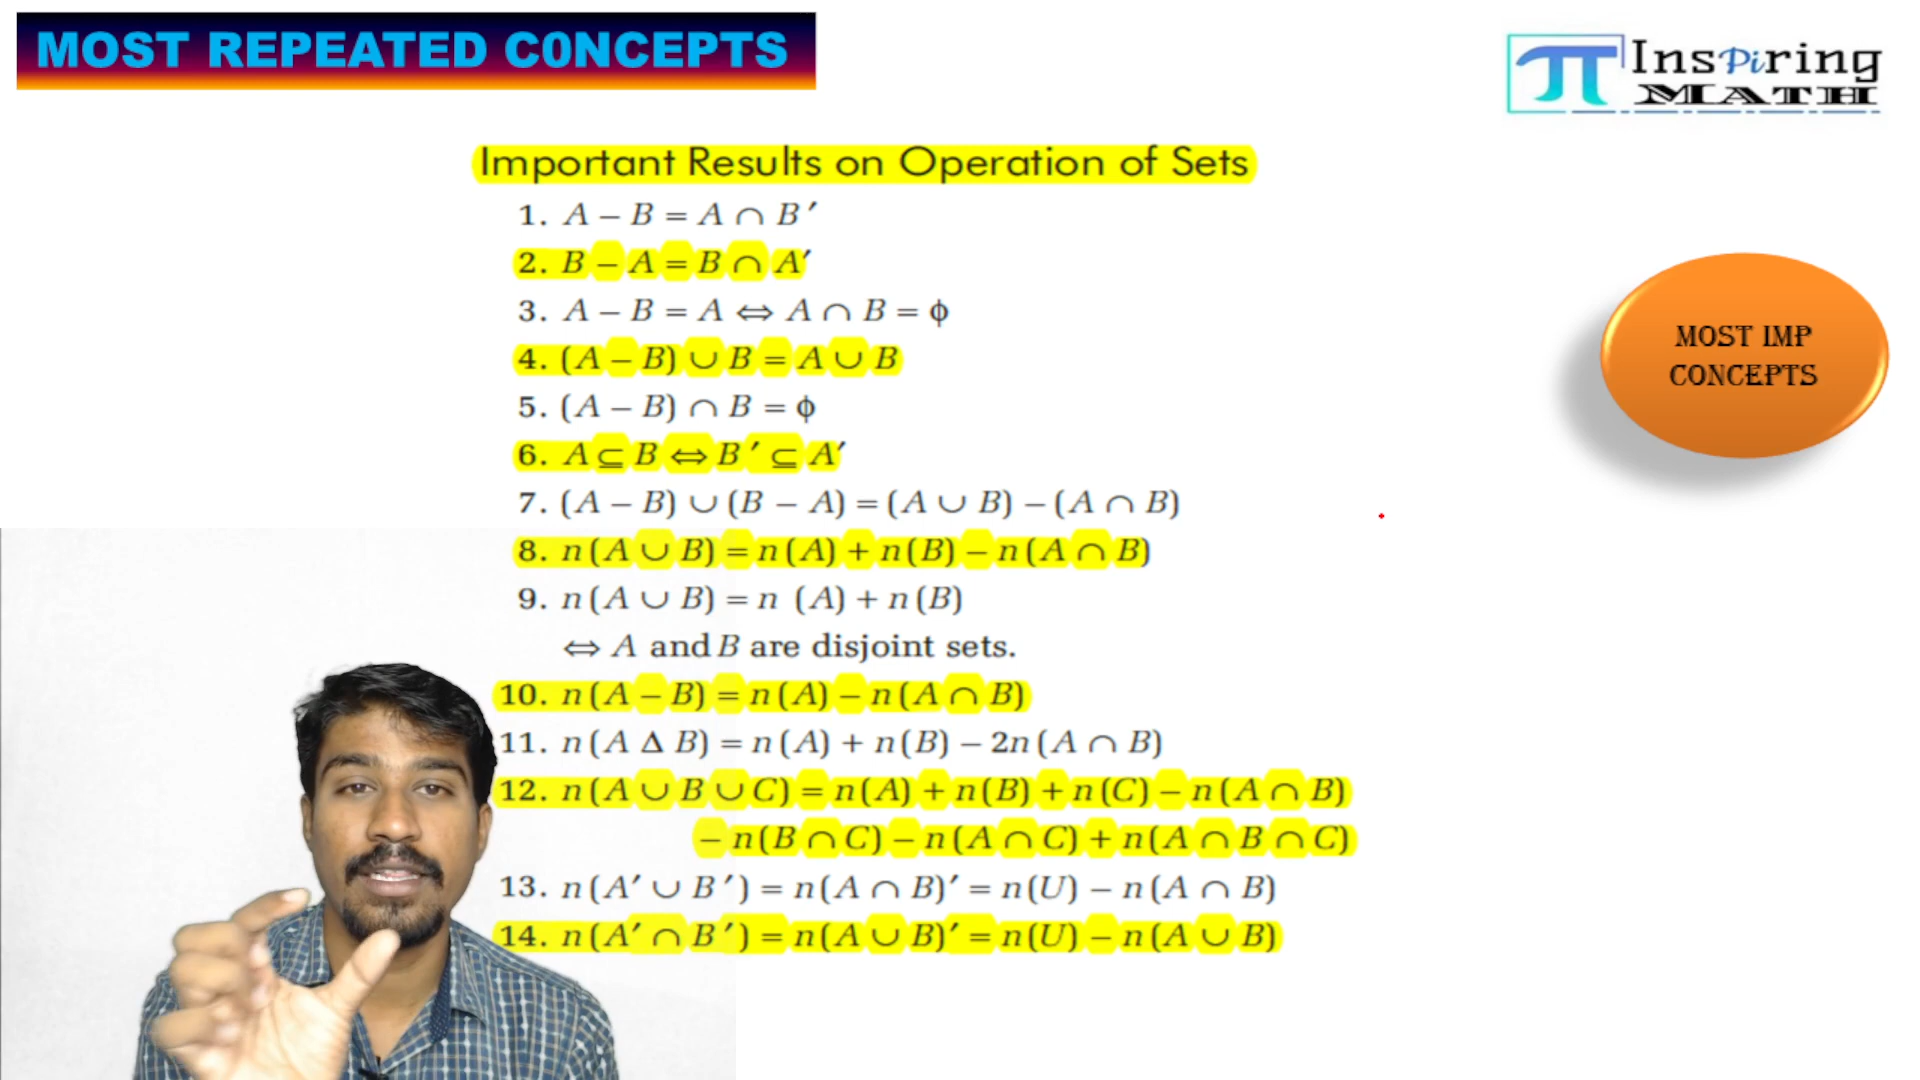 MOST REPEATED C0NCEPTS
π InsPiring
MATH
Important Results on Operation of Sets
1. A − B = A ∩ B′
2. B − A = B ∩ A′
3. A − B = A ⇔ A ∩ B = ϕ
4. (A − B) ∪ B = A ∪ B
5. (A − B) ∩ B = ϕ
6. A ⊆ B ⇔ B′ ⊆ A′
7. (A − B) ∪ (B − A) = (A ∪ B) − (A ∩ B)
8. n(A ∪ B) = n(A) + n(B) − n(A ∩ B)
9. n(A ∪ B) = n (A) + n(B)
⇔ A and B are disjoint sets.
10. n(A − B) = n(A) − n(A ∩ B)
11. n(A Δ B) = n(A) + n(B) − 2n(A ∩ B)
12. n(A ∪ B ∪ C) = n(A) + n(B) + n(C) − n(A ∩ B)
− n(B ∩ C) − n(A ∩ C) + n(A ∩ B ∩ C)
13. n(A′ ∪ B′) = n(A ∩ B)′ = n(U) − n(A ∩ B)
14. n(A′ ∩ B′) = n(A ∪ B)′ = n(U) − n(A ∪ B)
MOST IMP
CONCEPTS